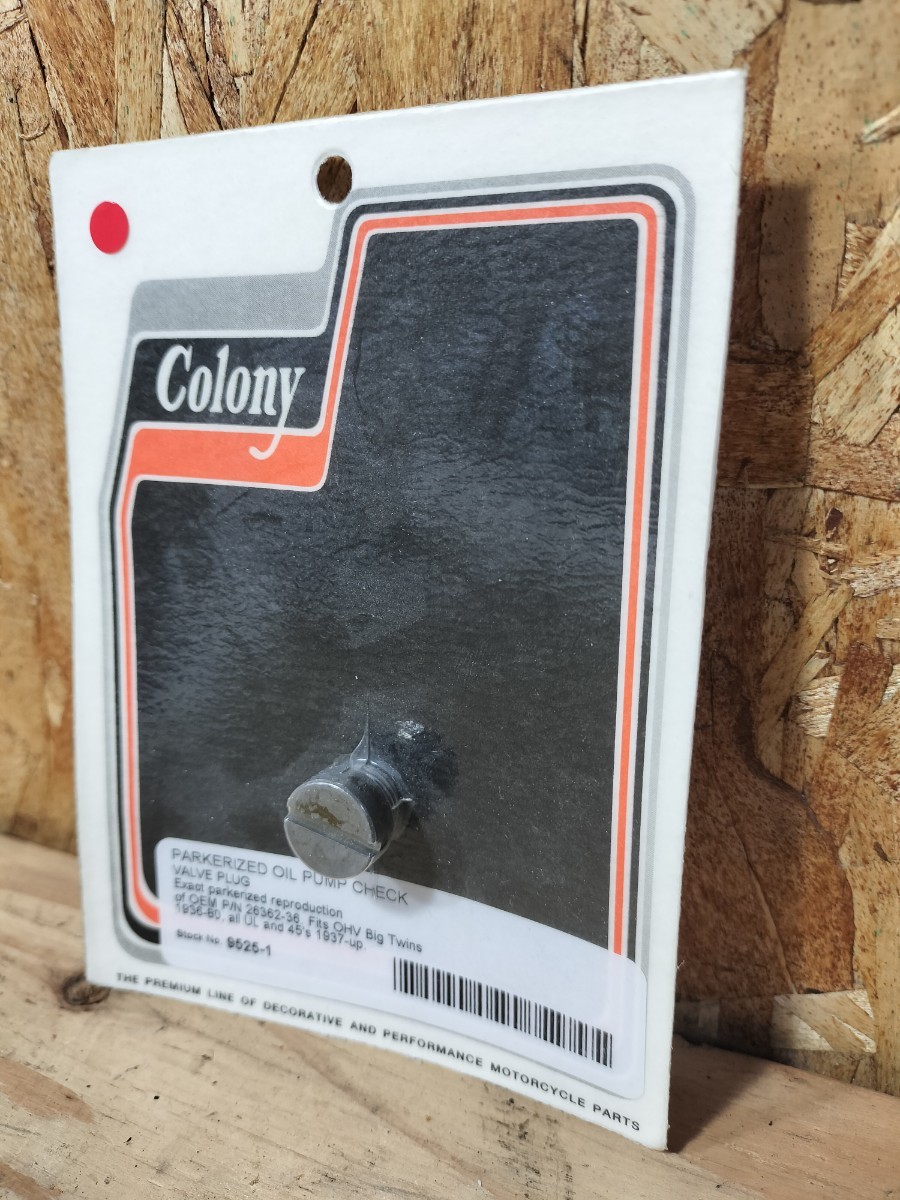 Colony
PARKERIZED OIL PUMP CHECK
VALVE PLUG
Exact parkerized reproduction
of OEM P/N 26362-36. Fits OHV Big Twins
1936-80, all UL and 45's 1937-up.
Stock No. 9525-1
THE PREMIUM LINE OF DECORATIVE AND PERFORMANCE MOTORCYCLE PARTS